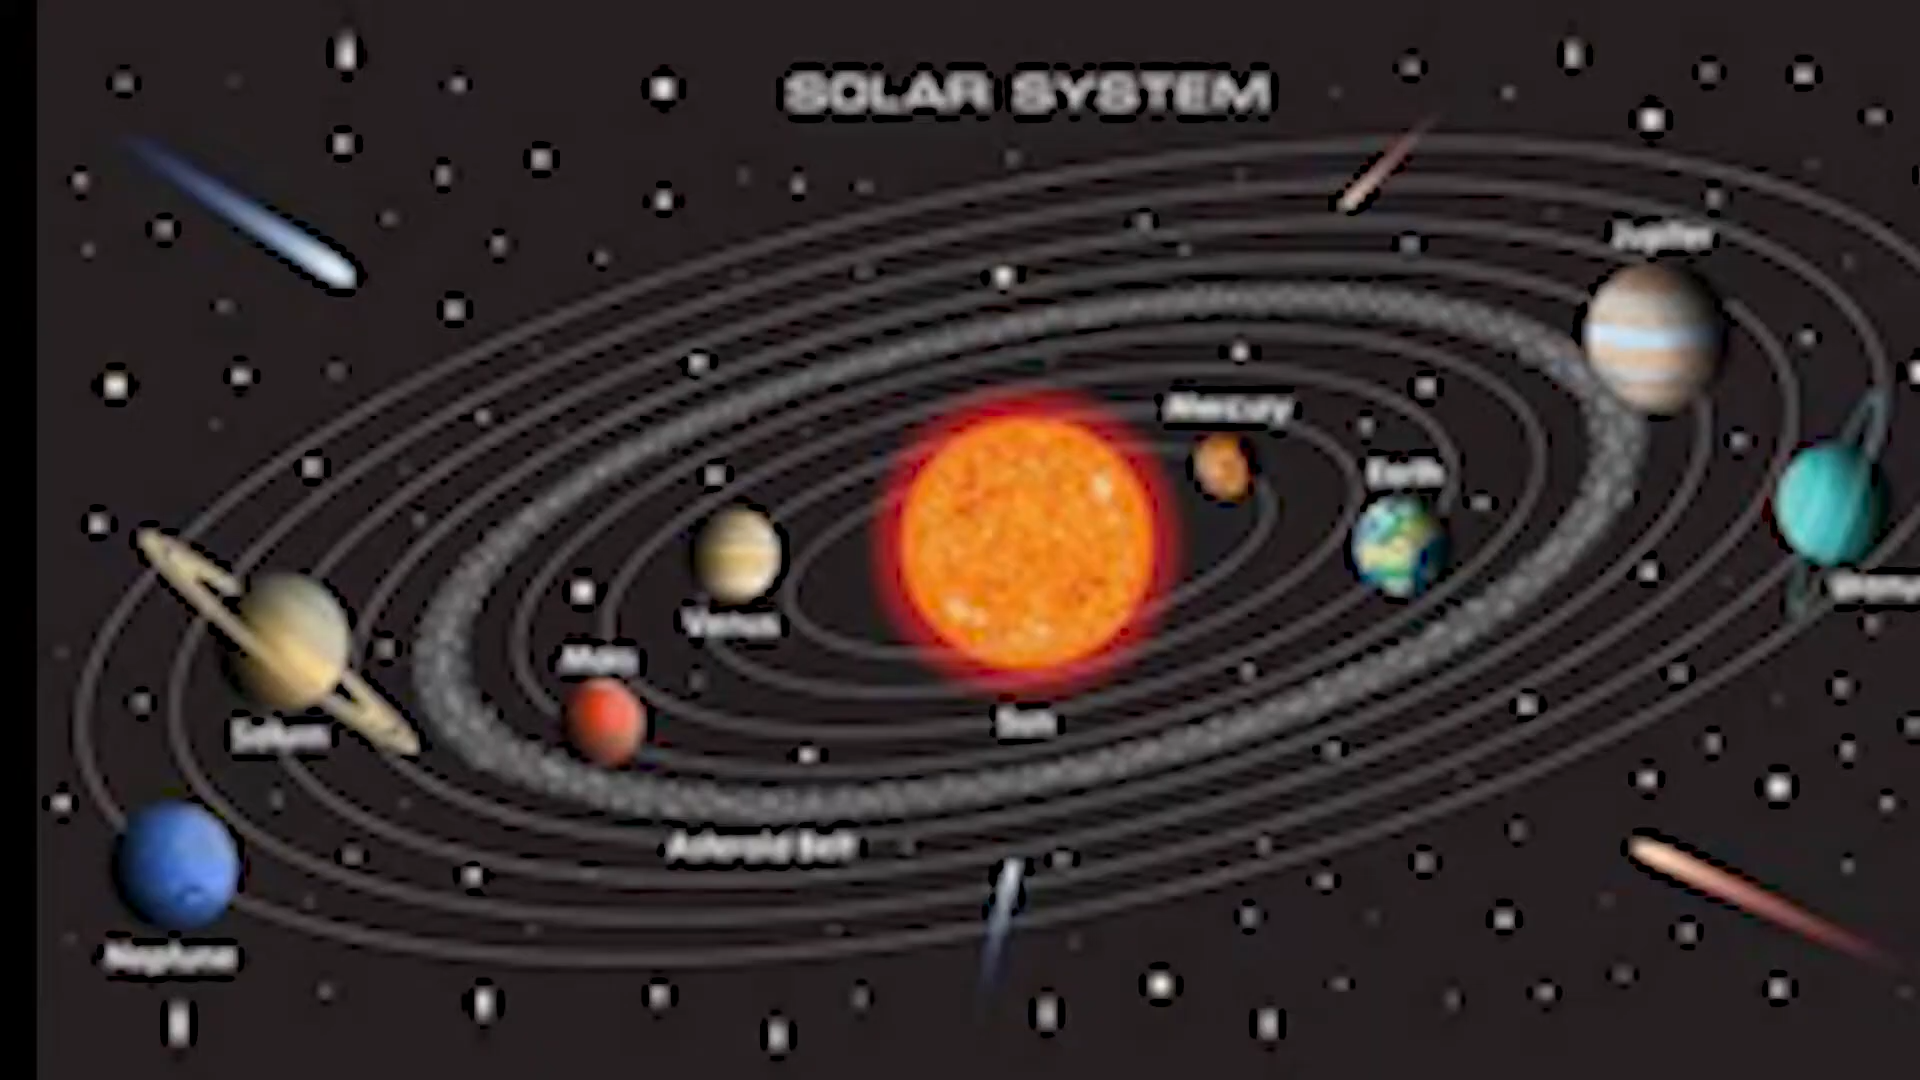 SOLAR SYSTEM
Jupiter
Mercury
Earth
Venus
Mars
Sun
Saturn
Asteroid Belt
Neptune